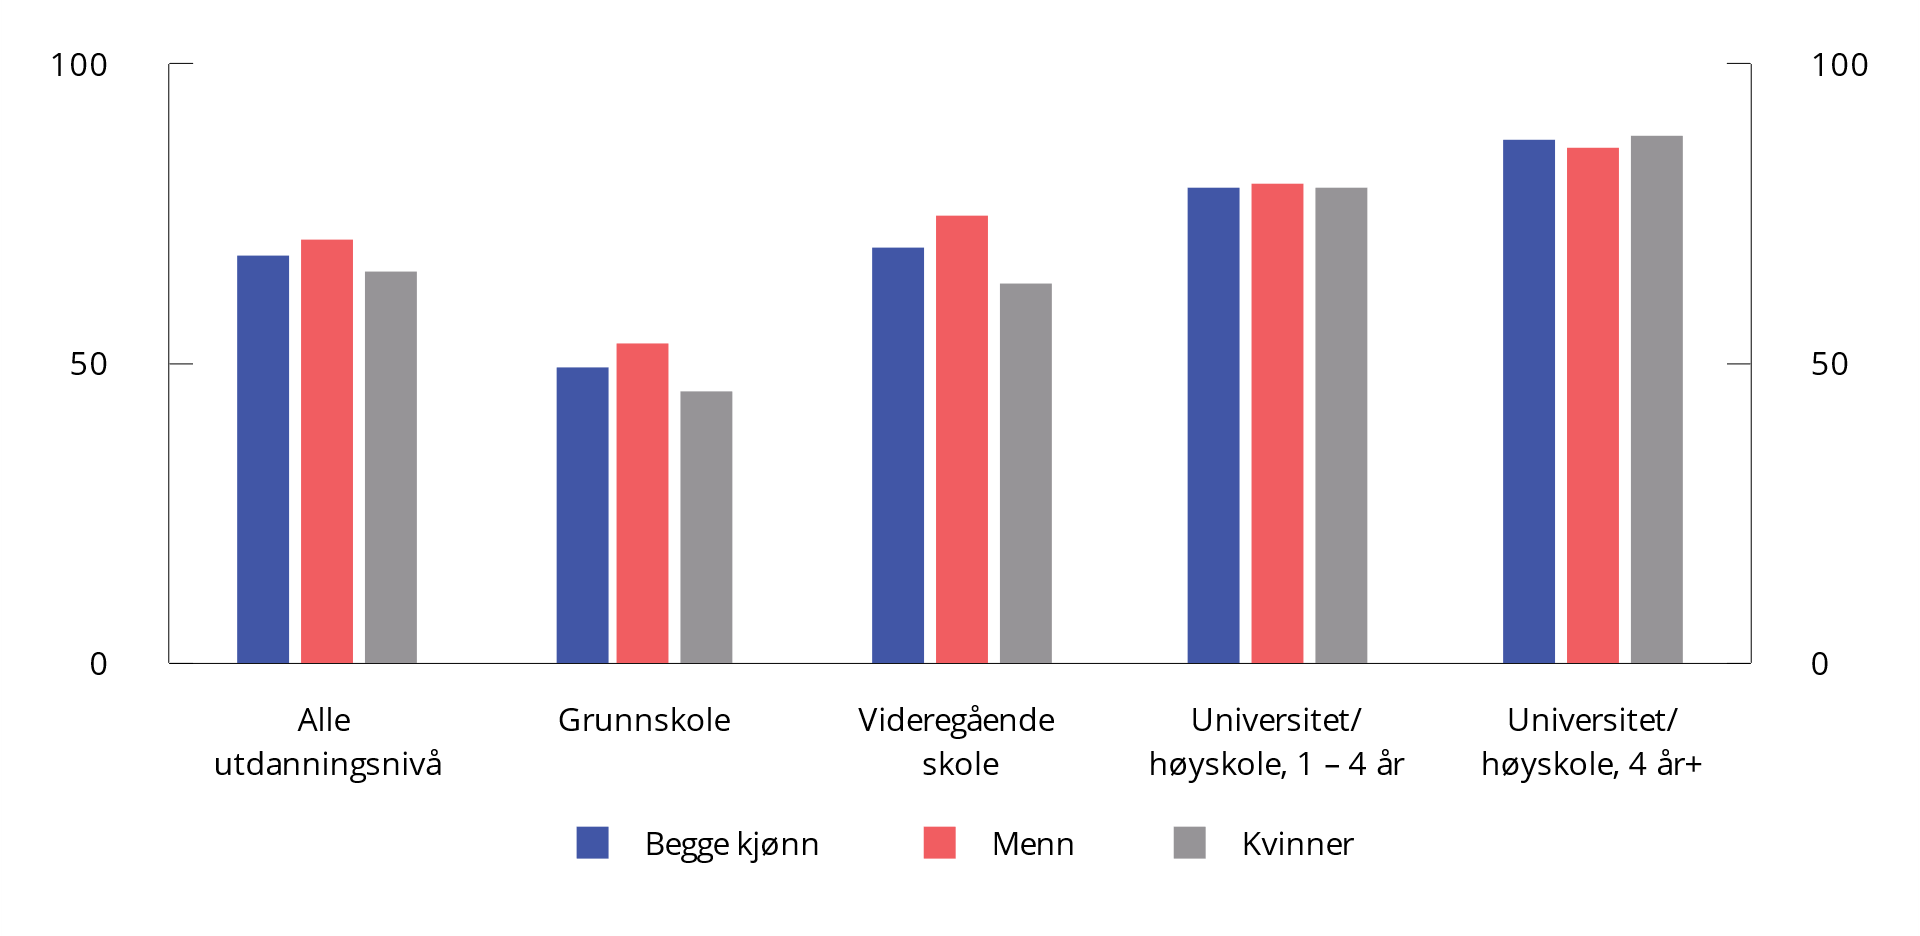 100
100
50
50
0
0
Alle
utdanningsnivå
Grunnskole
Videregående
skole
Universitet/
høyskole, 1 – 4 år
Universitet/
høyskole, 4 år+
Begge kjønn
Menn
Kvinner